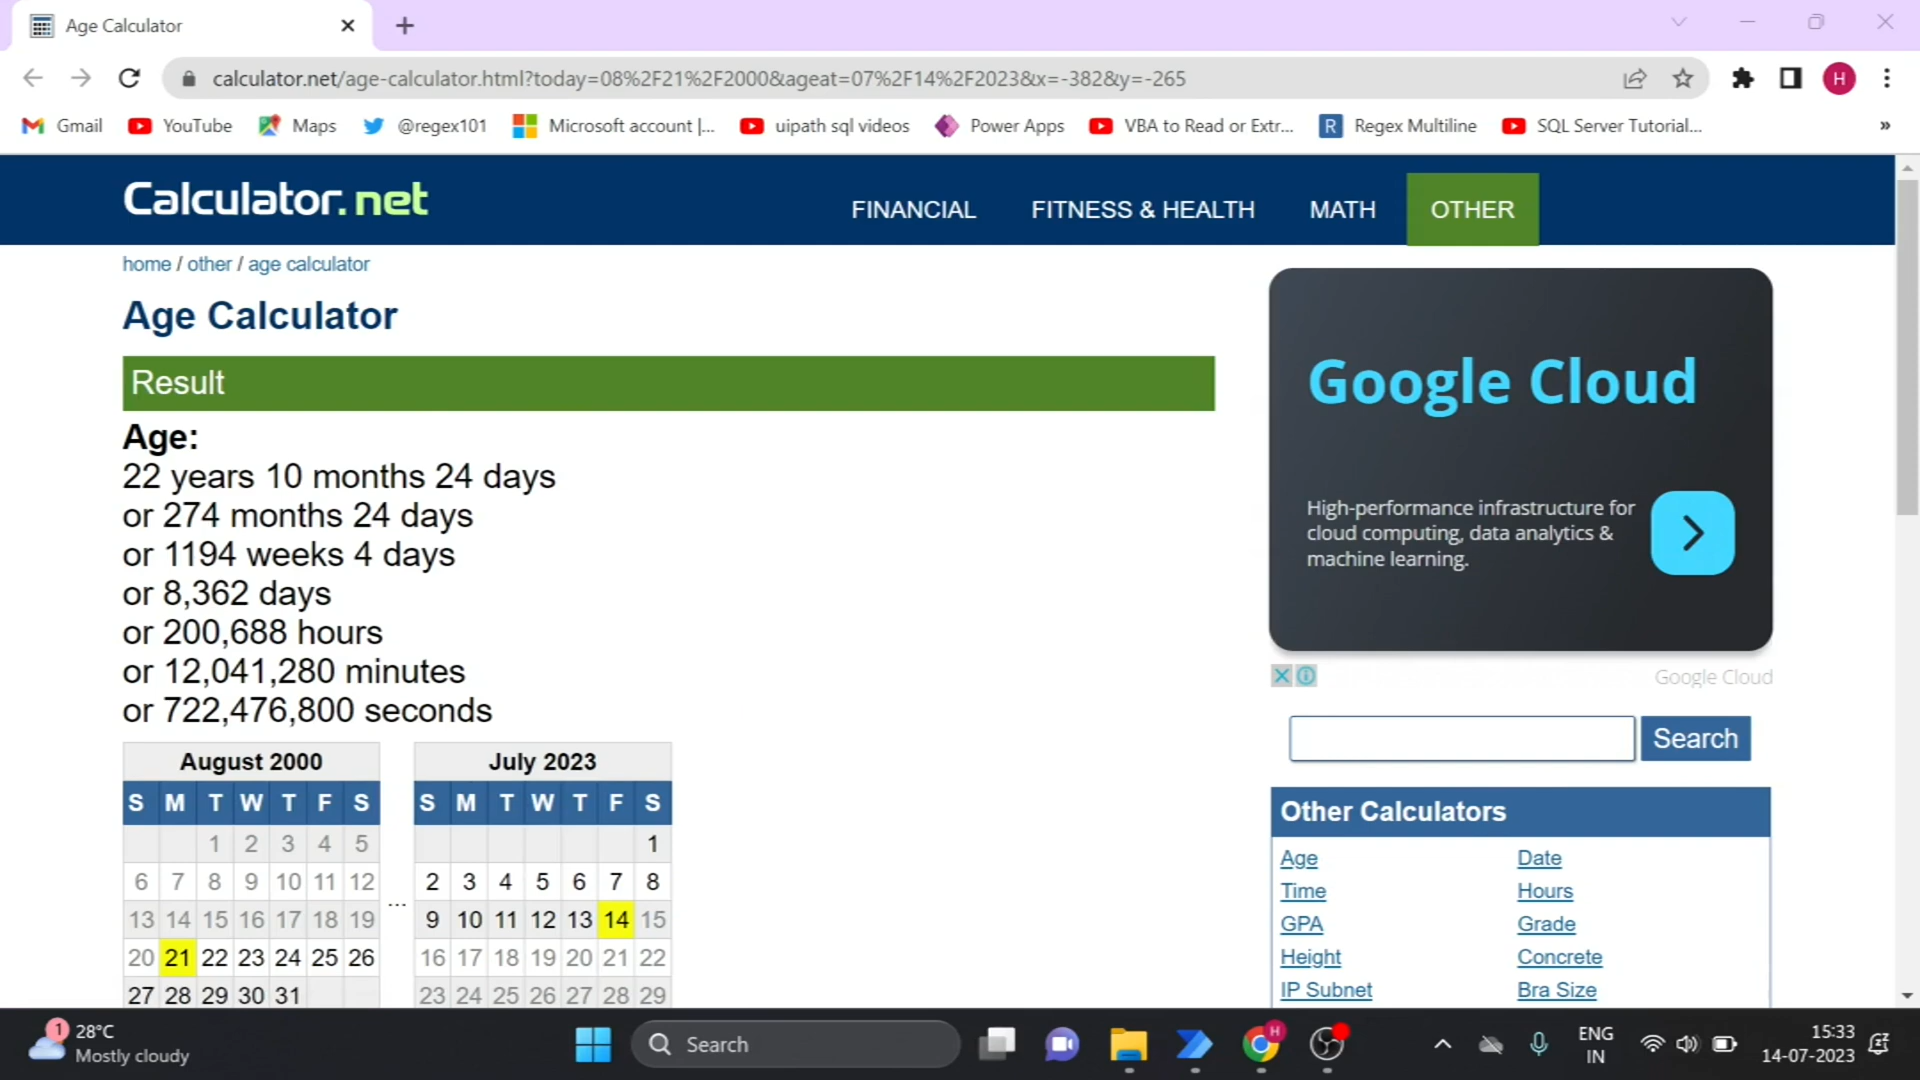 Age Calculator
calculator.net/age-calculator.html?today=08%2F21%2F2000&ageat=07%2F14%2F2023&x=-382&y=-265
H
Gmail YouTube Maps @regex101 Microsoft account |... uipath sql videos Power Apps VBA to Read or Extr... R Regex Multiline SQL Server Tutorial... »
Calculator.net
FINANCIAL FITNESS & HEALTH MATH OTHER
home / other / age calculator
Age Calculator
Result
Age:
22 years 10 months 24 days
or 274 months 24 days
or 1194 weeks 4 days
or 8,362 days
or 200,688 hours
or 12,041,280 minutes
or 722,476,800 seconds
August 2000
S M T W T F S
1 2 3 4 5
6 7 8 9 10 11 12
13 14 15 16 17 18 19
20 21 22 23 24 25 26
27 28 29 30 31
...
July 2023
S M T W T F S
1
2 3 4 5 6 7 8
9 10 11 12 13 14 15
16 17 18 19 20 21 22
23 24 25 26 27 28 29
Google Cloud
High-performance infrastructure for
cloud computing, data analytics &
machine learning.
Google Cloud
Search
Other Calculators
Age Date
Time Hours
GPA Grade
Height Concrete
IP Subnet Bra Size
1
28°C
Mostly cloudy
Search
H
ENG
IN
15:33
14-07-2023